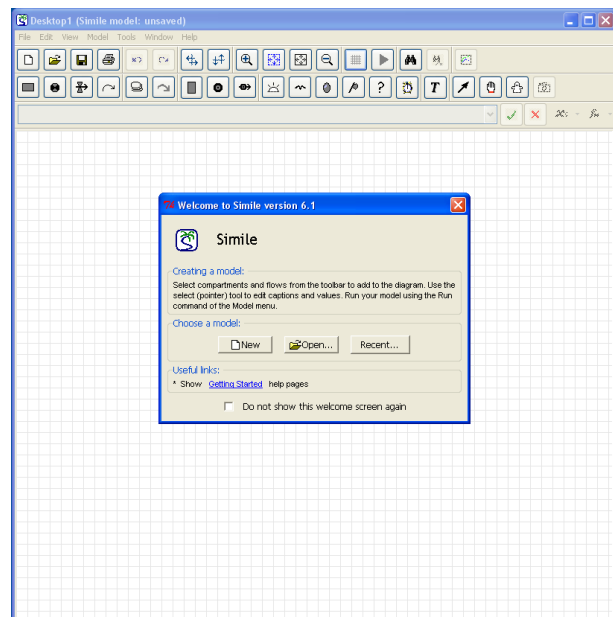 Desktop1 (Simile model: unsaved)
File Edit View Model Tools Window Help
T
?
Welcome to Simile version 6.1
Simile
Creating a model:
Select compartments and flows from the toolbar to add to the diagram. Use the
select (pointer) tool to edit captions and values. Run your model using the Run
command of the Model menu.
Choose a model:
New Open... Recent...
Useful links:
* Show Getting Started help pages
Do not show this welcome screen again